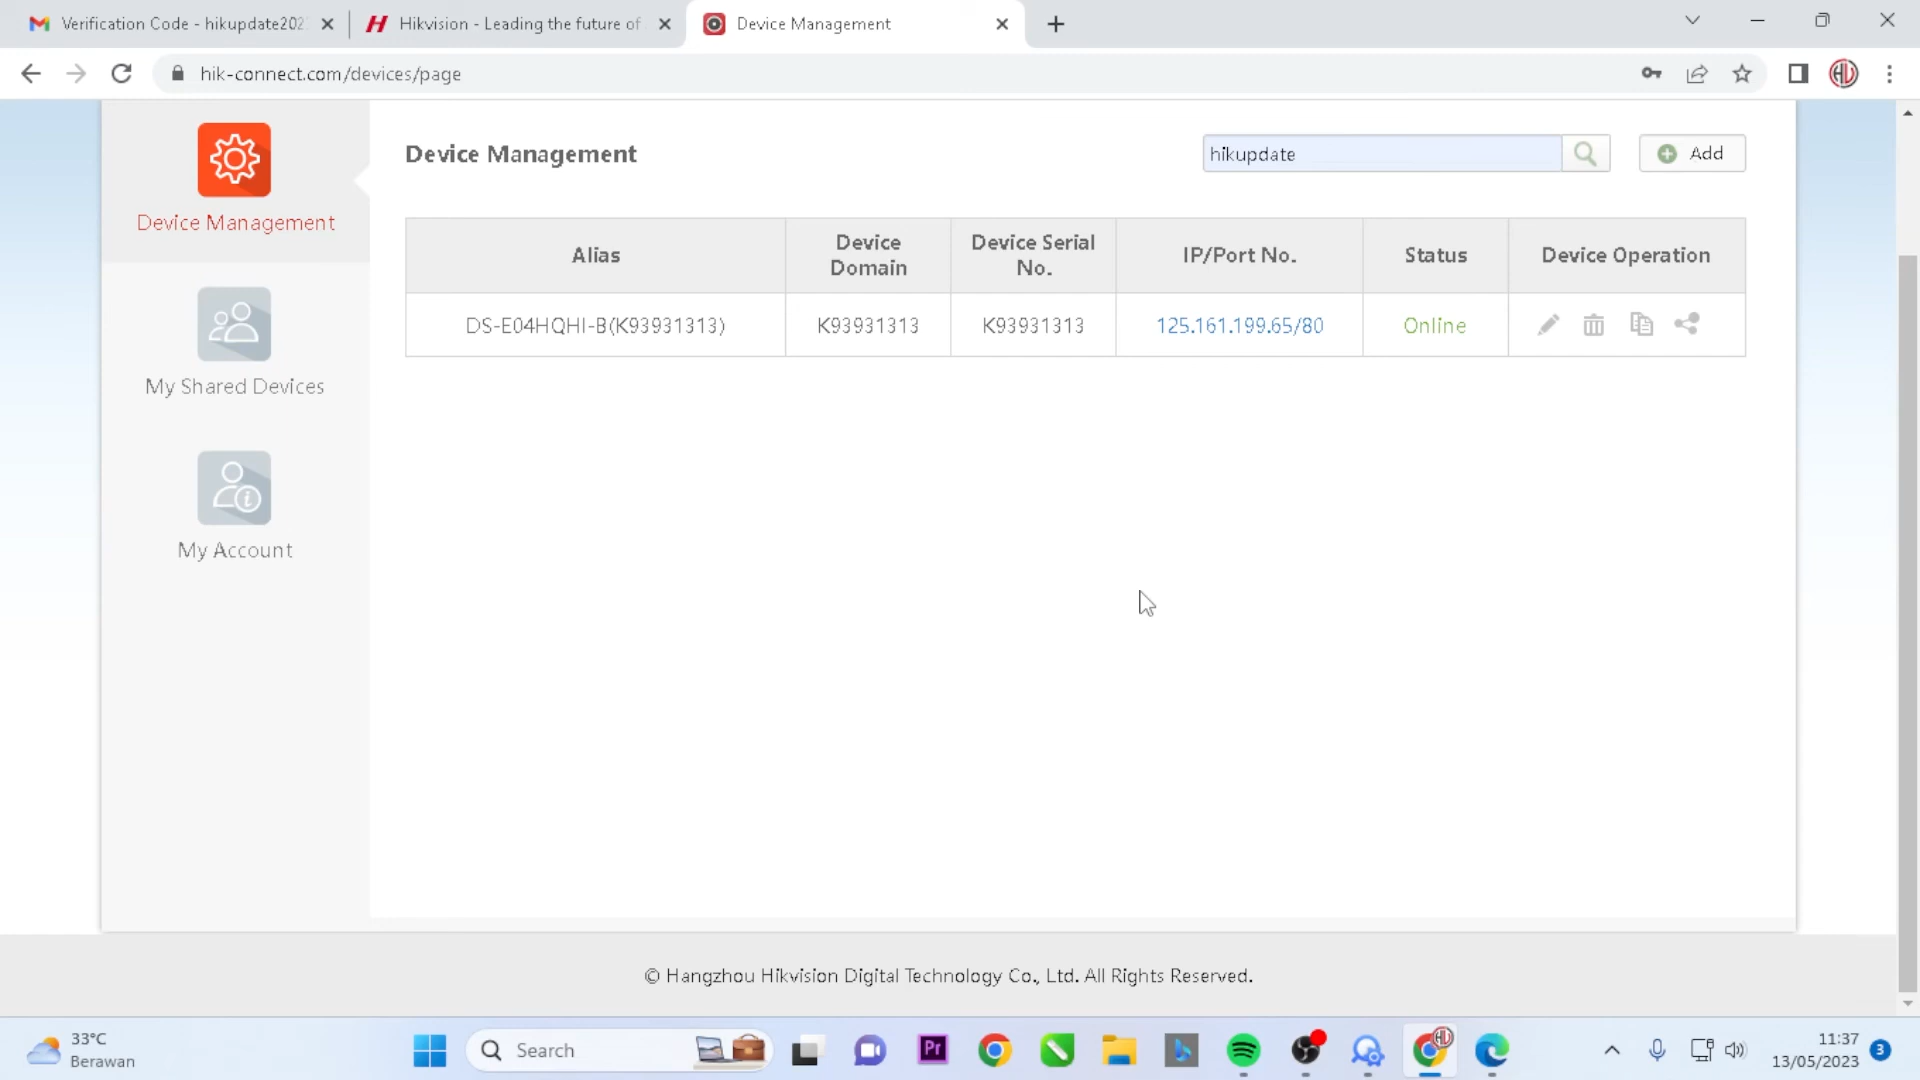 Verification Code - hikupdate202
Hikvision - Leading the future of
Device Management
hik-connect.com/devices/page
Device Management
Device Management
hikupdate
Add
Alias
Device Domain
Device Serial No.
IP/Port No.
Status
Device Operation
DS-E04HQHI-B(K93931313)
K93931313
K93931313
125.161.199.65/80
Online
My Shared Devices
My Account
© Hangzhou Hikvision Digital Technology Co., Ltd. All Rights Reserved.
33°C
Berawan
Search
Pr
11:37
13/05/2023
3